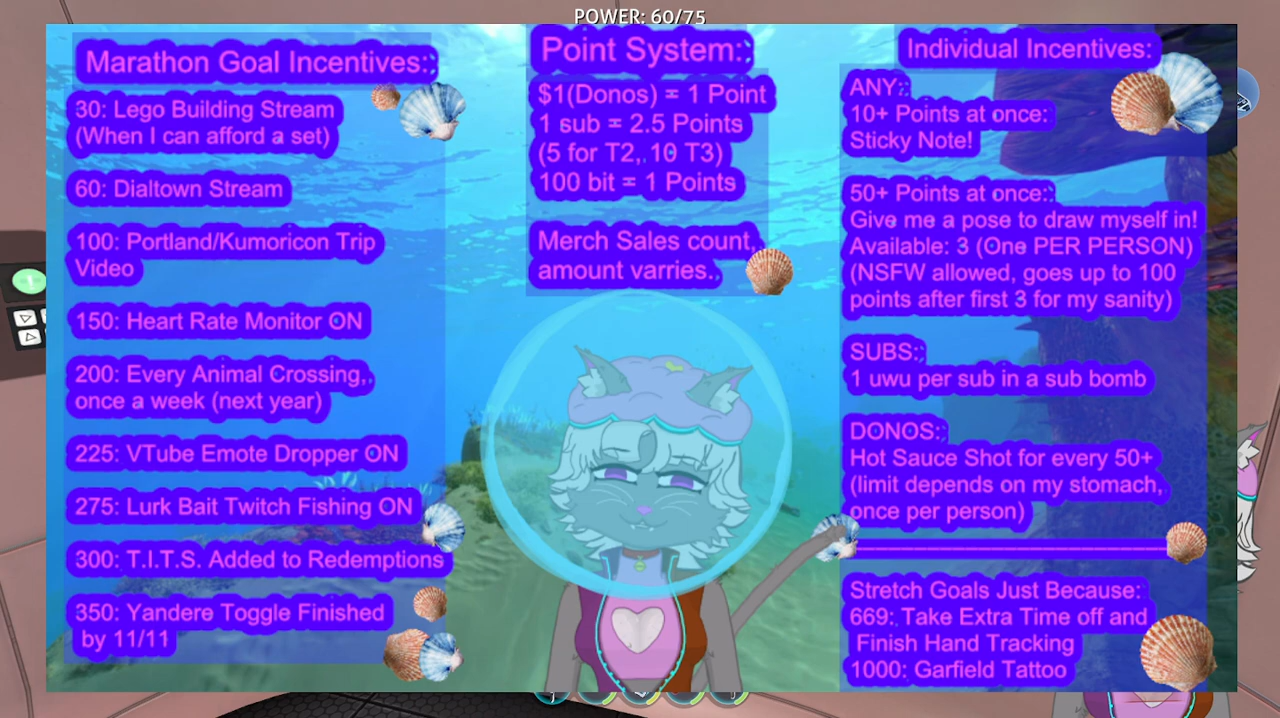 POWER: 60/75
Marathon Goal Incentives:
30: Lego Building Stream
(When I can afford a set)
60: Dialtown Stream
100: Portland/Kumoricon Trip
Video
150: Heart Rate Monitor ON
200: Every Animal Crossing,
once a week (next year)
225: VTube Emote Dropper ON
275: Lurk Bait Twitch Fishing ON
300: T.I.T.S. Added to Redemptions
350: Yandere Toggle Finished
by 11/11
Point System:
$1(Donos) = 1 Point
1 sub = 2.5 Points
(5 for T2, 10 T3)
100 bit = 1 Points
Merch Sales count,
amount varries.
Individual Incentives:
ANY:
10+ Points at once:
Sticky Note!
50+ Points at once:
Give me a pose to draw myself in!
Available: 3 (One PER PERSON)
(NSFW allowed, goes up to 100
points after first 3 for my sanity)
SUBS:
1 uwu per sub in a sub bomb
DONOS:
Hot Sauce Shot for every 50+
(limit depends on my stomach,
once per person)
Stretch Goals Just Because:
669: Take Extra Time off and
Finish Hand Tracking
1000: Garfield Tattoo